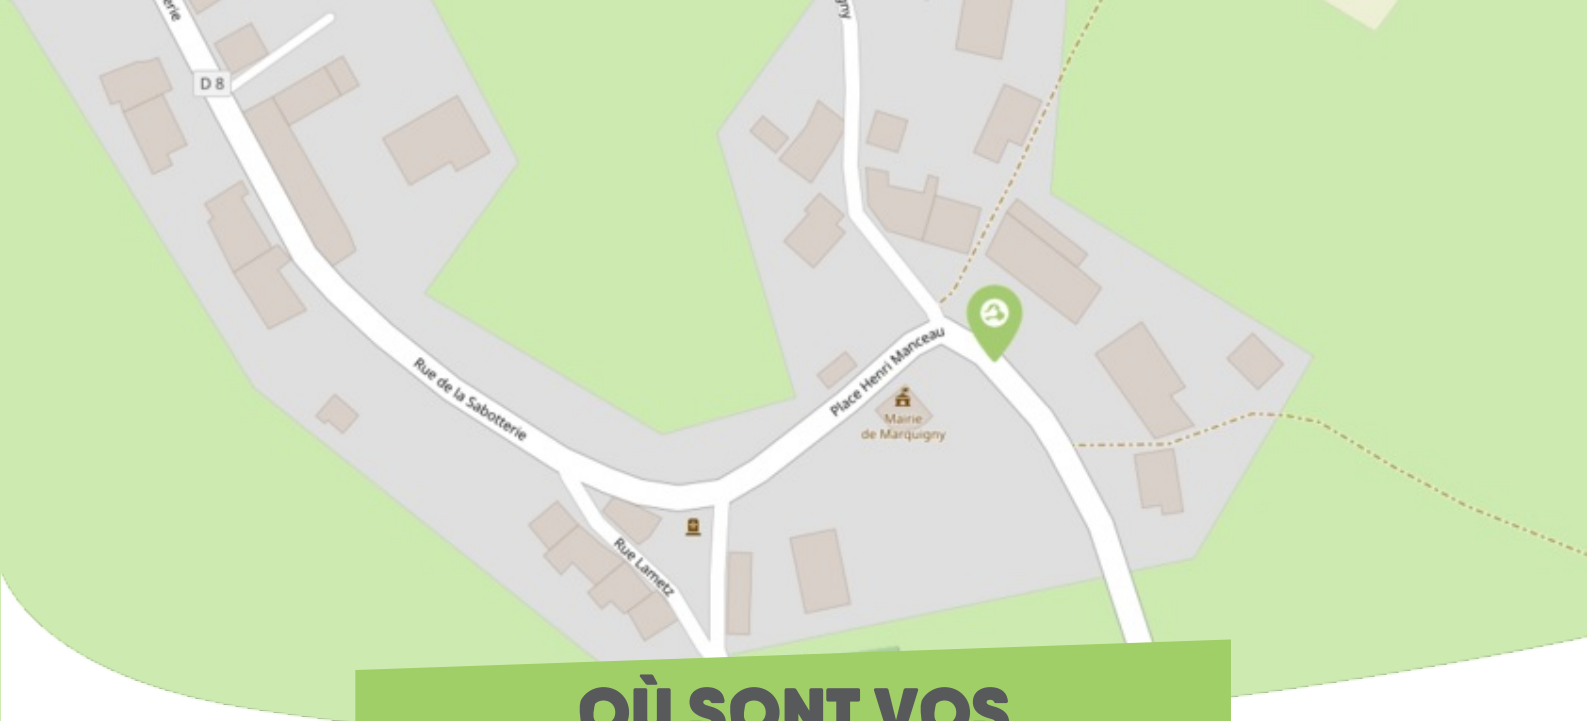 D 8
Place Henri Manceau
Rue de la Sabotterie
Mairie
de Marquigny
Rue Lametz
OÙ SONT VOS